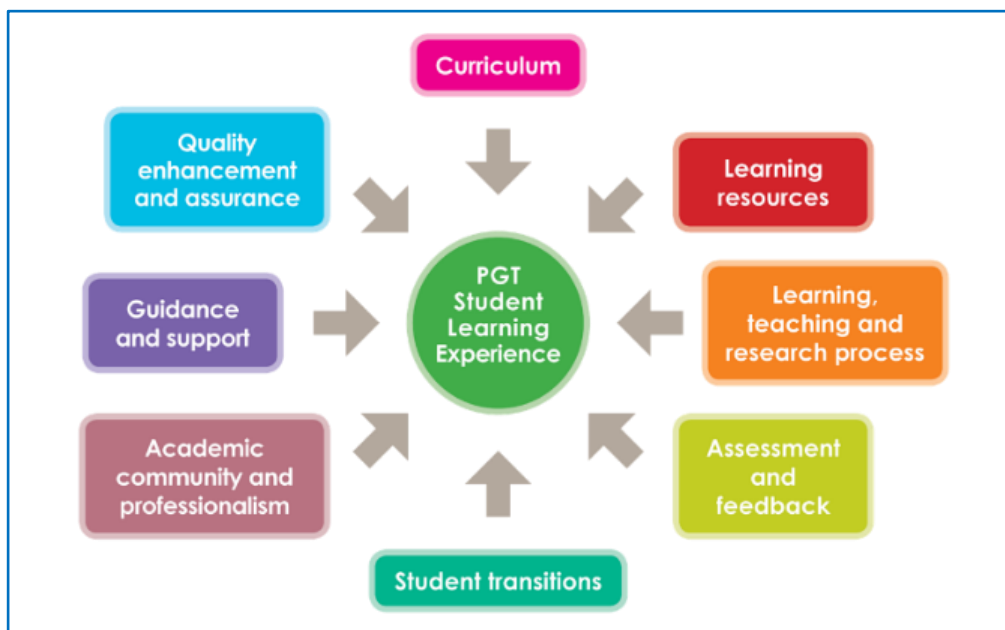 Curriculum
Quality
enhancement
and assurance
Learning
resources
PGT
Student
Learning
Experience
Guidance
and support
Learning,
teaching and
research process
Academic
community and
professionalism
Assessment
and
feedback
Student transitions